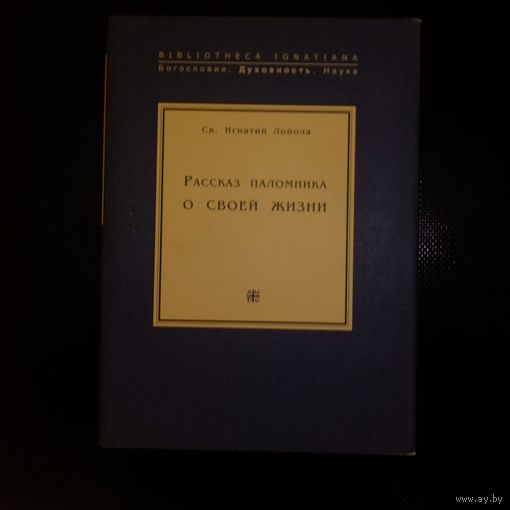 BIBLIOTHECA IGNATIANA
Богословие, Духовность, Наука
Св. Игнатий Лойола
Рассказ паломника
о своей жизни
www.ay.by